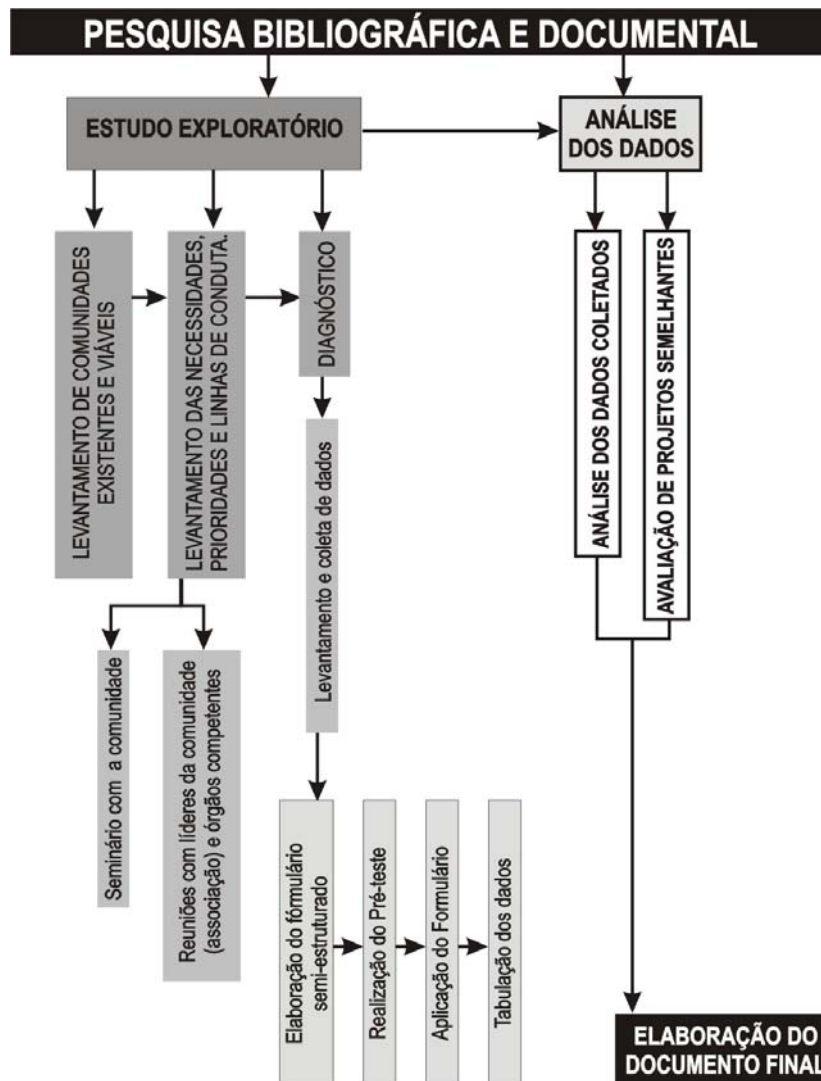 PESQUISA BIBLIOGRÁFICA E DOCUMENTAL
ESTUDO EXPLORATÓRIO
ANÁLISE
DOS DADOS
LEVANTAMENTO DE COMUNIDADES
EXISTENTES E VIÁVEIS
LEVANTAMENTO DAS NECESSIDADES,
PRIORIDADES E LINHAS DE CONDUTA.
DIAGNÓSTICO
ANÁLISE DOS DADOS COLETADOS
AVALIAÇÃO DE PROJETOS SEMELHANTES
Levantamento e coleta de dados
Seminário com a comunidade
Reuniões com líderes da comunidade
(associação) e órgãos competentes
Elaboração do fórmulário
semi-estruturado
Realização do Pré-teste
Aplicação do Formulário
Tabulação dos dados
ELABORAÇÃO DO
DOCUMENTO FINAL